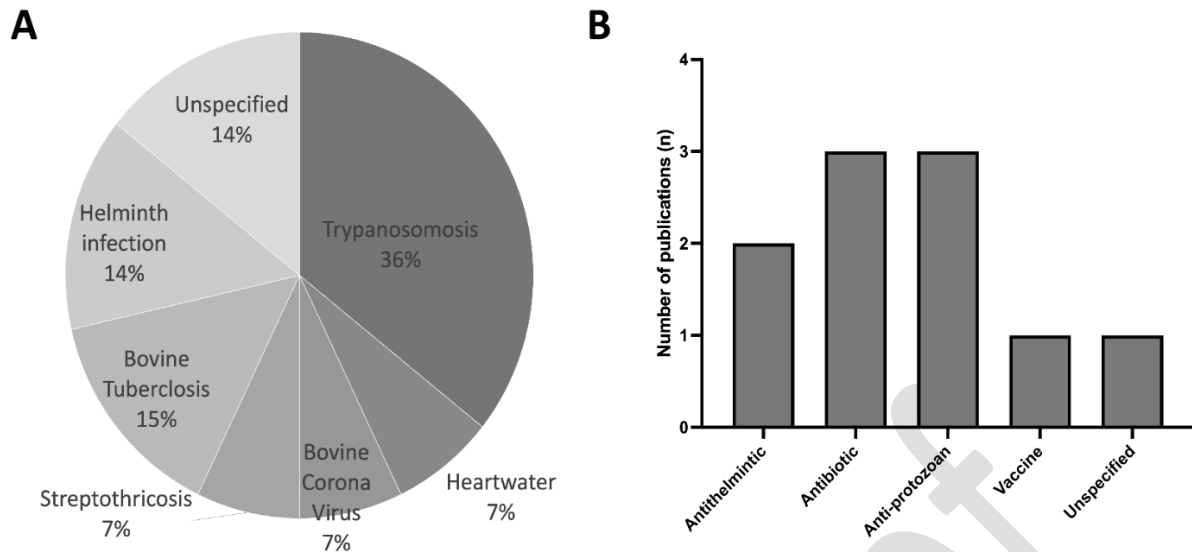 A
Unspecified
14%
Helminth
infection
14%
Trypanosomosis
36%
Bovine
Tuberclosis
15%
Streptothricosis
7%
Bovine
Corona
Virus
7%
Heartwater
7%
B
Number of publications (n)
4
3
2
1
0
Antithelmintic
Antibiotic
Anti-protozoan
Vaccine
Unspecified